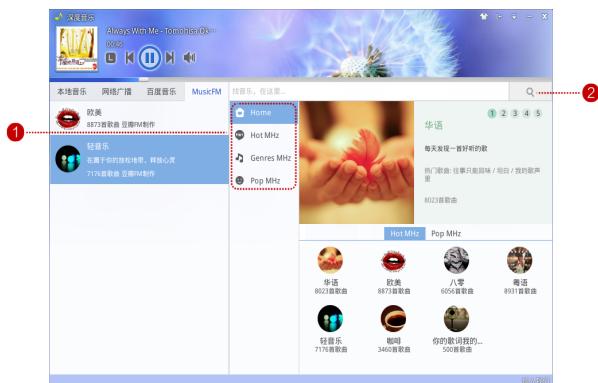 深度音乐
Always With Me - Tomohisa Ok...
00:46
L
本地音乐 网络广播 百度音乐 MusicFM
找音乐，在这里...
2
1
欧美
8873首歌曲 豆瓣FM制作
轻音乐
在属于你的放松地带，释放心灵
7176首歌曲 豆瓣FM制作
Home
Hot MHz
Genres MHz
Pop MHz
1 2 3 4 5
华语
每天发现一首好听的歌
热门歌曲: 往事只能回味 / 坦白 / 我的歌声里
8023首歌曲
Hot MHz Pop MHz
华语 欧美 八零 粤语
8023首歌曲 8873首歌曲 6056首歌曲 8931首歌曲
轻音乐 咖啡 你的歌词我的...
7176首歌曲 3460首歌曲 500首歌曲